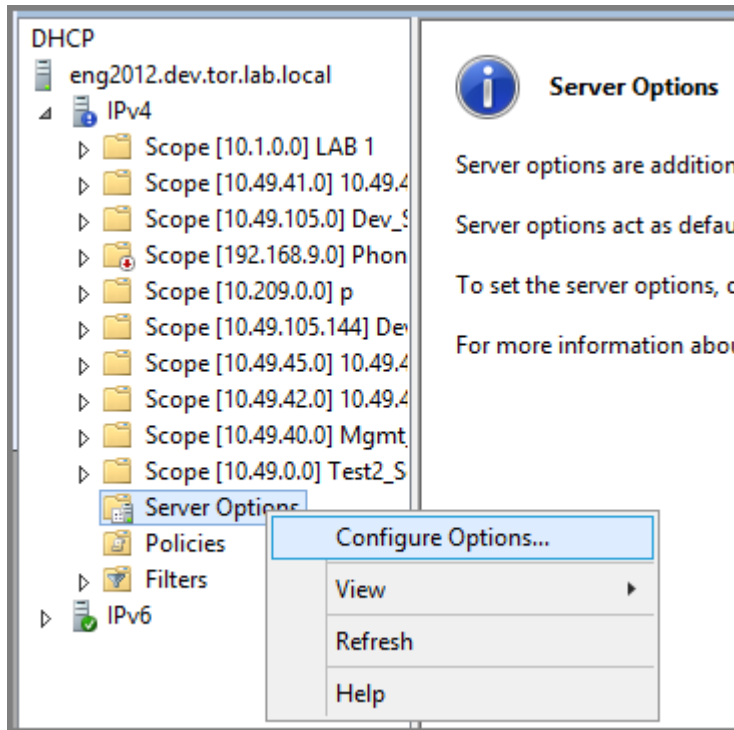 DHCP
eng2012.dev.tor.lab.local
IPv4
Scope [10.1.0.0] LAB 1
Scope [10.49.41.0] 10.49.4
Scope [10.49.105.0] Dev_S
Scope [192.168.9.0] Phon
Scope [10.209.0.0] p
Scope [10.49.105.144] De
Scope [10.49.45.0] 10.49.4
Scope [10.49.42.0] 10.49.4
Scope [10.49.40.0] Mgmt_
Scope [10.49.0.0] Test2_S
Server Options
Policies
Filters
IPv6
Configure Options...
View
Refresh
Help
Server Options
Server options are addition
Server options act as defau
To set the server options, c
For more information abou